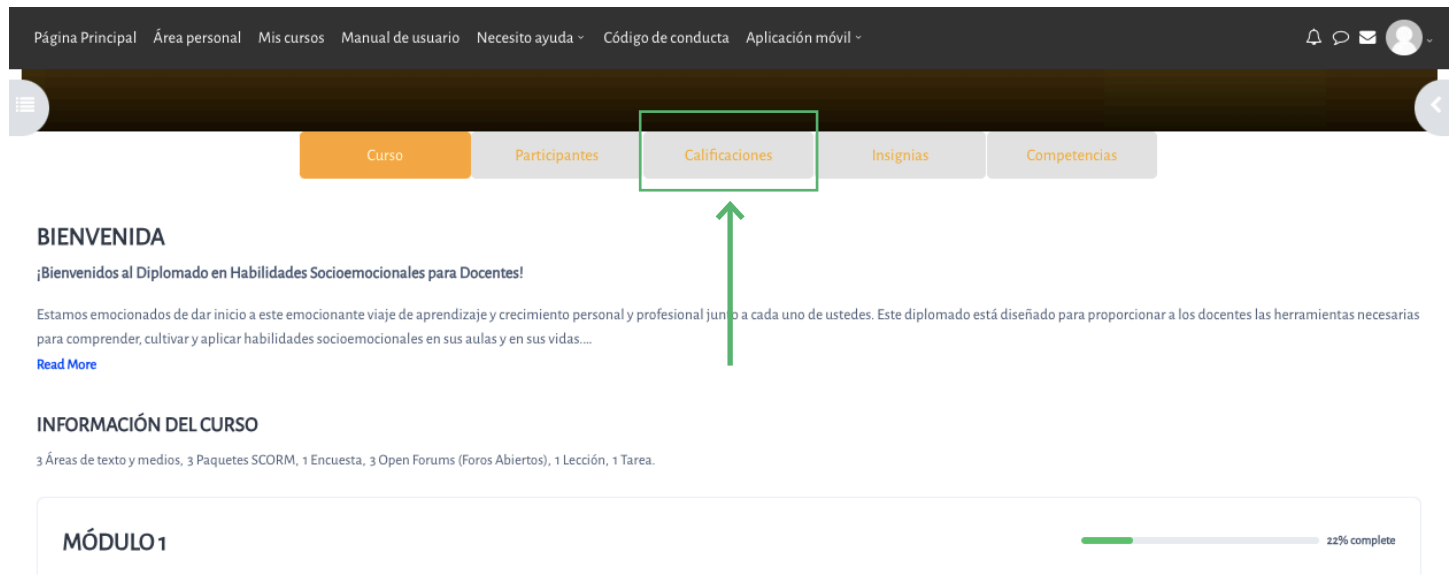 Página Principal Área personal Mis cursos Manual de usuario Necesito ayuda Código de conducta Aplicación móvil
Curso Participantes Calificaciones Insignias Competencias
BIENVENIDA
¡Bienvenidos al Diplomado en Habilidades Socioemocionales para Docentes!
Estamos emocionados de dar inicio a este emocionante viaje de aprendizaje y crecimiento personal y profesional junto a cada uno de ustedes. Este diplomado está diseñado para proporcionar a los docentes las herramientas necesarias
para comprender, cultivar y aplicar habilidades socioemocionales en sus aulas y en sus vidas....
Read More
INFORMACIÓN DEL CURSO
3 Áreas de texto y medios, 3 Paquetes SCORM, 1 Encuesta, 3 Open Forums (Foros Abiertos), 1 Lección, 1 Tarea.
MÓDULO 1 22% complete